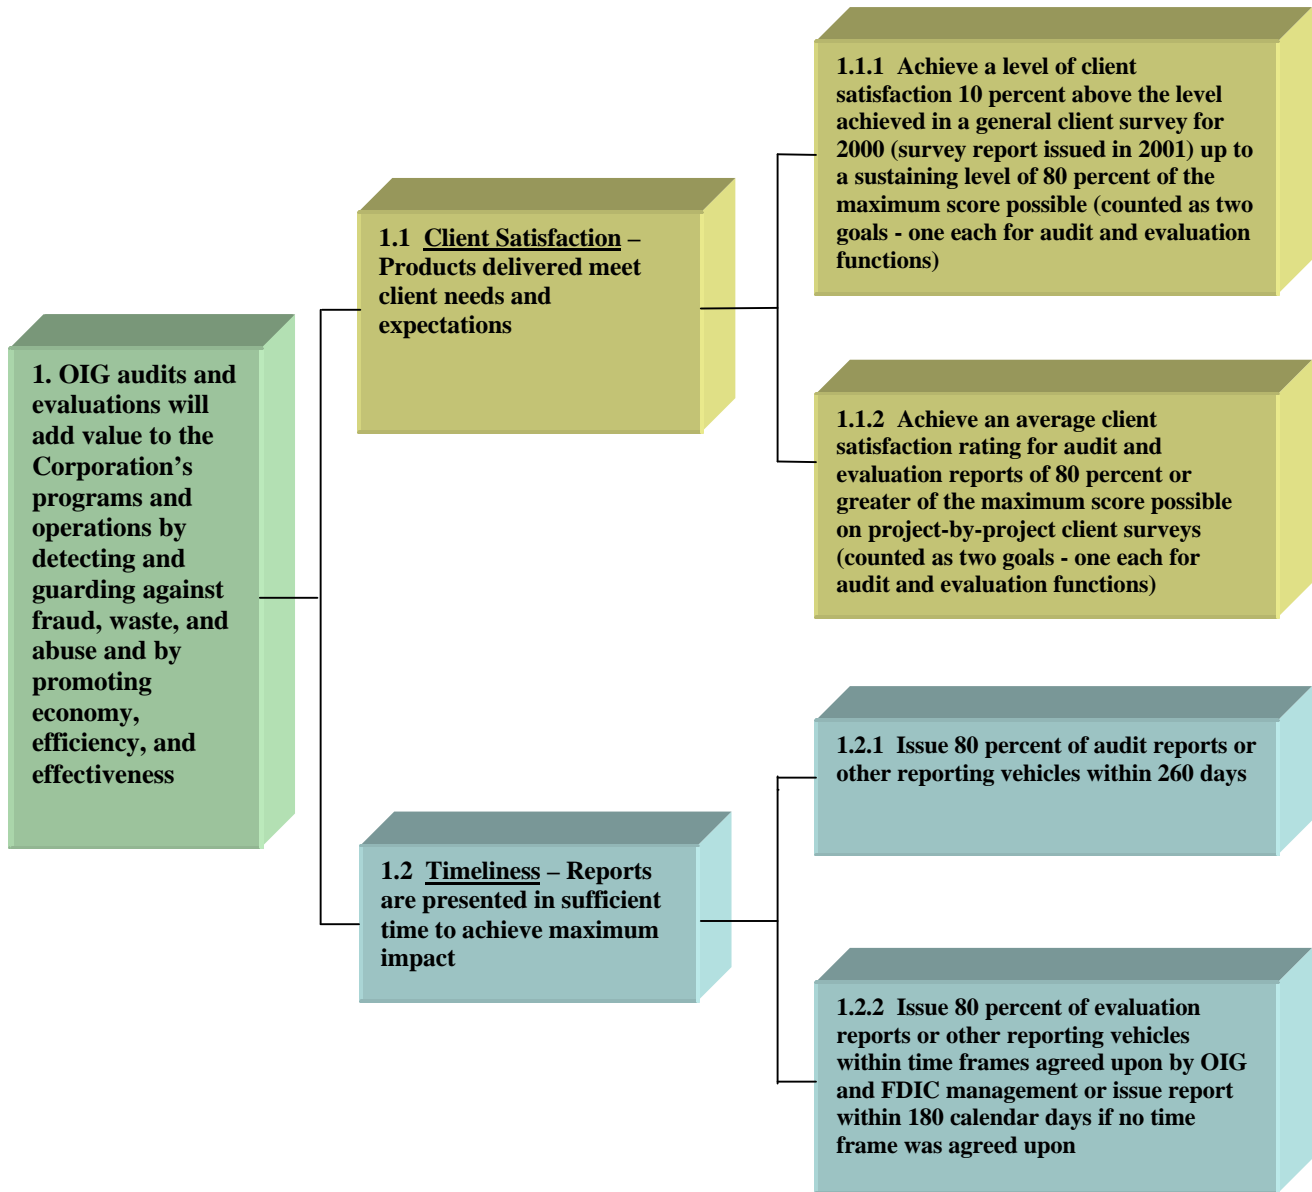 1. OIG audits and
evaluations will
add value to the
Corporation’s
programs and
operations by
detecting and
guarding against
fraud, waste, and
abuse and by
promoting
economy,
efficiency, and
effectiveness
1.1 Client Satisfaction –
Products delivered meet
client needs and
expectations
1.1.1 Achieve a level of client
satisfaction 10 percent above the level
achieved in a general client survey for
2000 (survey report issued in 2001) up to
a sustaining level of 80 percent of the
maximum score possible (counted as two
goals - one each for audit and evaluation
functions)
1.1.2 Achieve an average client
satisfaction rating for audit and
evaluation reports of 80 percent or
greater of the maximum score possible
on project-by-project client surveys
(counted as two goals - one each for
audit and evaluation functions)
1.2 Timeliness – Reports
are presented in sufficient
time to achieve maximum
impact
1.2.1 Issue 80 percent of audit reports or
other reporting vehicles within 260 days
1.2.2 Issue 80 percent of evaluation
reports or other reporting vehicles
within time frames agreed upon by OIG
and FDIC management or issue report
within 180 calendar days if no time
frame was agreed upon